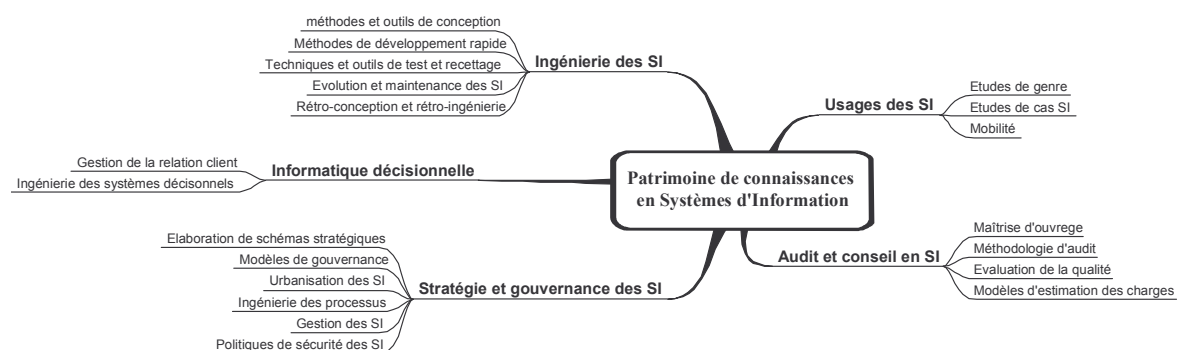 méthodes et outils de conception
Méthodes de développement rapide
Techniques et outils de test et recettage
Evolution et maintenance des SI
Rétro-conception et rétro-ingénierie
Ingénierie des SI
Gestion de la relation client
Ingénierie des systèmes décisonnels
Informatique décisionnelle
Elaboration de schémas stratégiques
Modèles de gouvernance
Urbanisation des SI
Ingénierie des processus
Gestion des SI
Politiques de sécurité des SI
Stratégie et gouvernance des SI
Patrimoine de connaissances
en Systèmes d'Information
Usages des SI
Etudes de genre
Etudes de cas SI
Mobilité
Audit et conseil en SI
Maîtrise d'ouvrege
Méthodologie d'audit
Evaluation de la qualité
Modèles d'estimation des charges